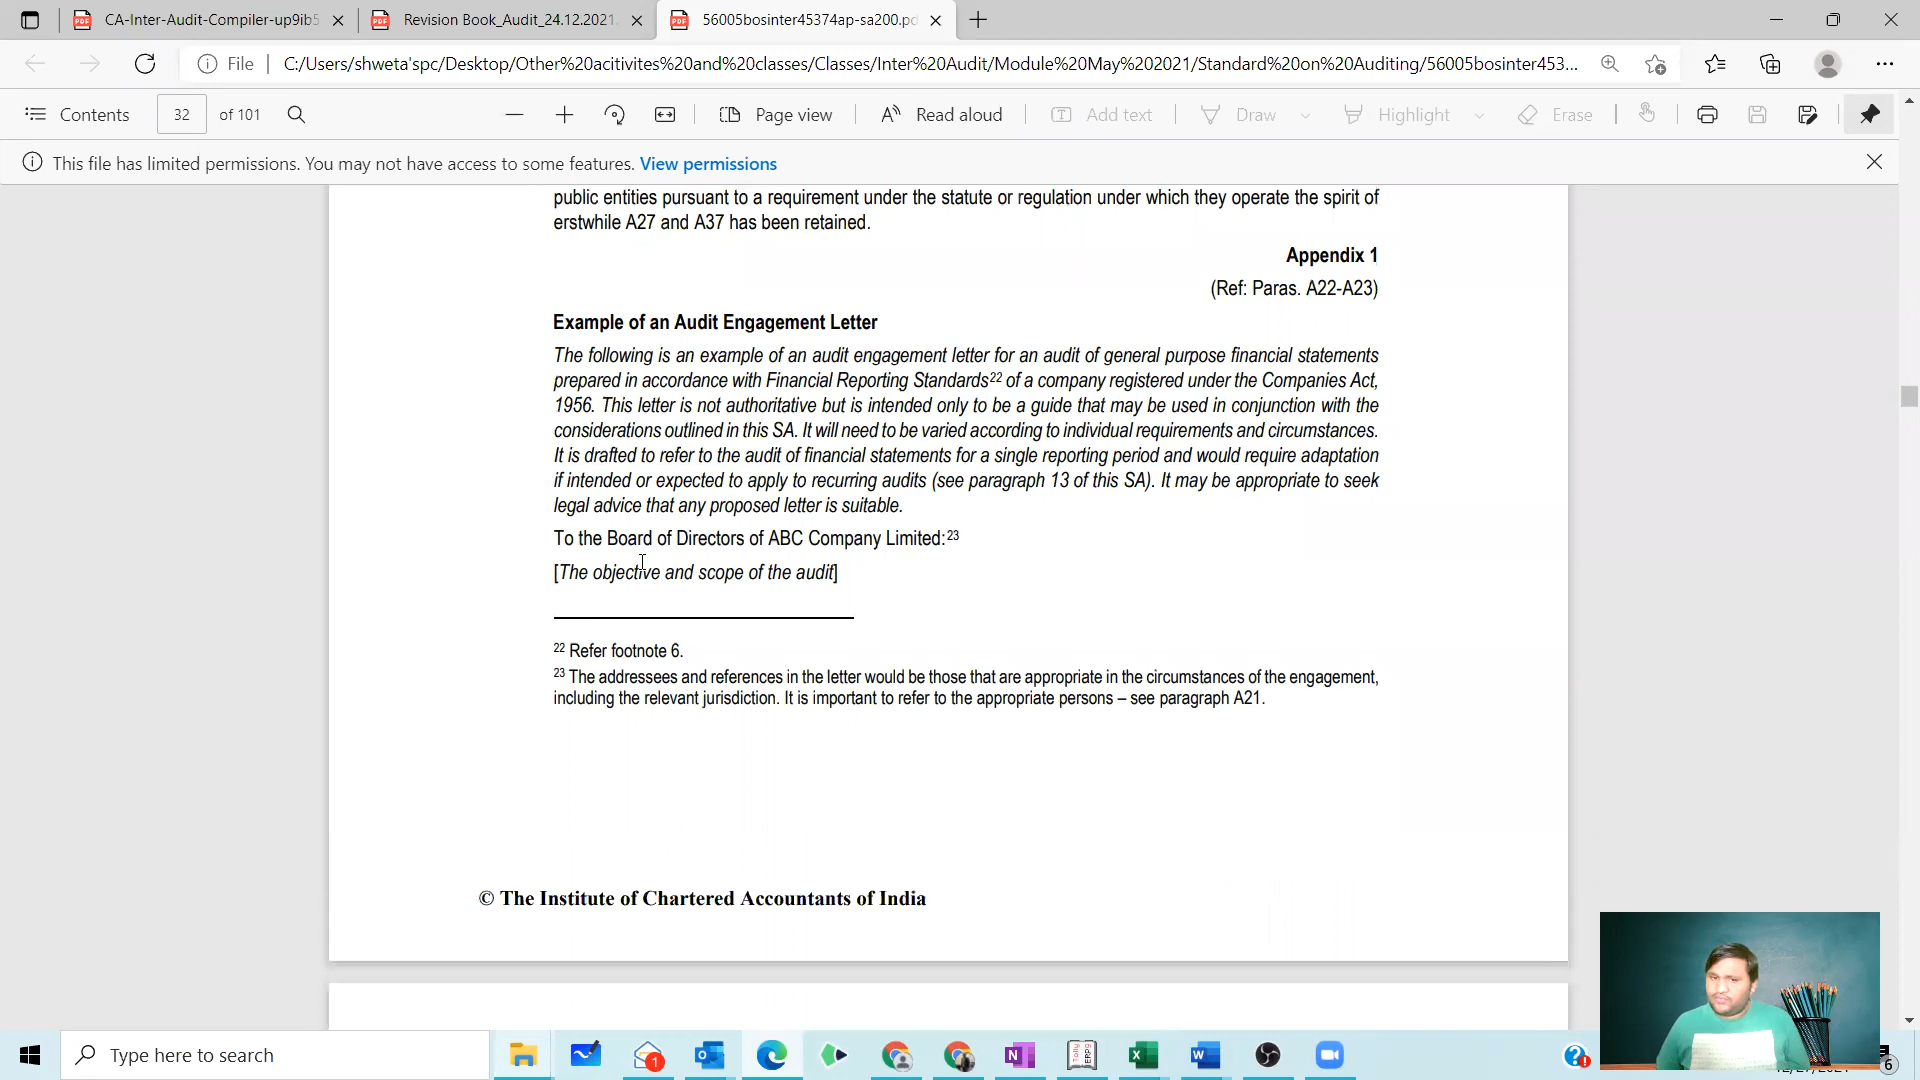 CA-Inter-Audit-Compiler-up9ib5
Revision Book_Audit_24.12.2021.
56005bosinter45374ap-sa200.pd
File
C:/Users/shweta'spc/Desktop/Other%20acitivites%20and%20classes/Classes/Inter%20Audit/Module%20May%202021/Standard%20on%20Auditing/56005bosinter453...
Contents
32
of 101
Page view
Read aloud
Add text
Draw
Highlight
Erase
This file has limited permissions. You may not have access to some features. View permissions
public entities pursuant to a requirement under the statute or regulation under which they operate the spirit of
erstwhile A27 and A37 has been retained.
Appendix 1
(Ref: Paras. A22-A23)
Example of an Audit Engagement Letter
The following is an example of an audit engagement letter for an audit of general purpose financial statements
prepared in accordance with Financial Reporting Standards22 of a company registered under the Companies Act,
1956. This letter is not authoritative but is intended only to be a guide that may be used in conjunction with the
considerations outlined in this SA. It will need to be varied according to individual requirements and circumstances.
It is drafted to refer to the audit of financial statements for a single reporting period and would require adaptation
if intended or expected to apply to recurring audits (see paragraph 13 of this SA). It may be appropriate to seek
legal advice that any proposed letter is suitable.
To the Board of Directors of ABC Company Limited:23
[The objective and scope of the audit]
22 Refer footnote 6.
23 The addressees and references in the letter would be those that are appropriate in the circumstances of the engagement,
including the relevant jurisdiction. It is important to refer to the appropriate persons – see paragraph A21.
© The Institute of Chartered Accountants of India
Type here to search
1
6